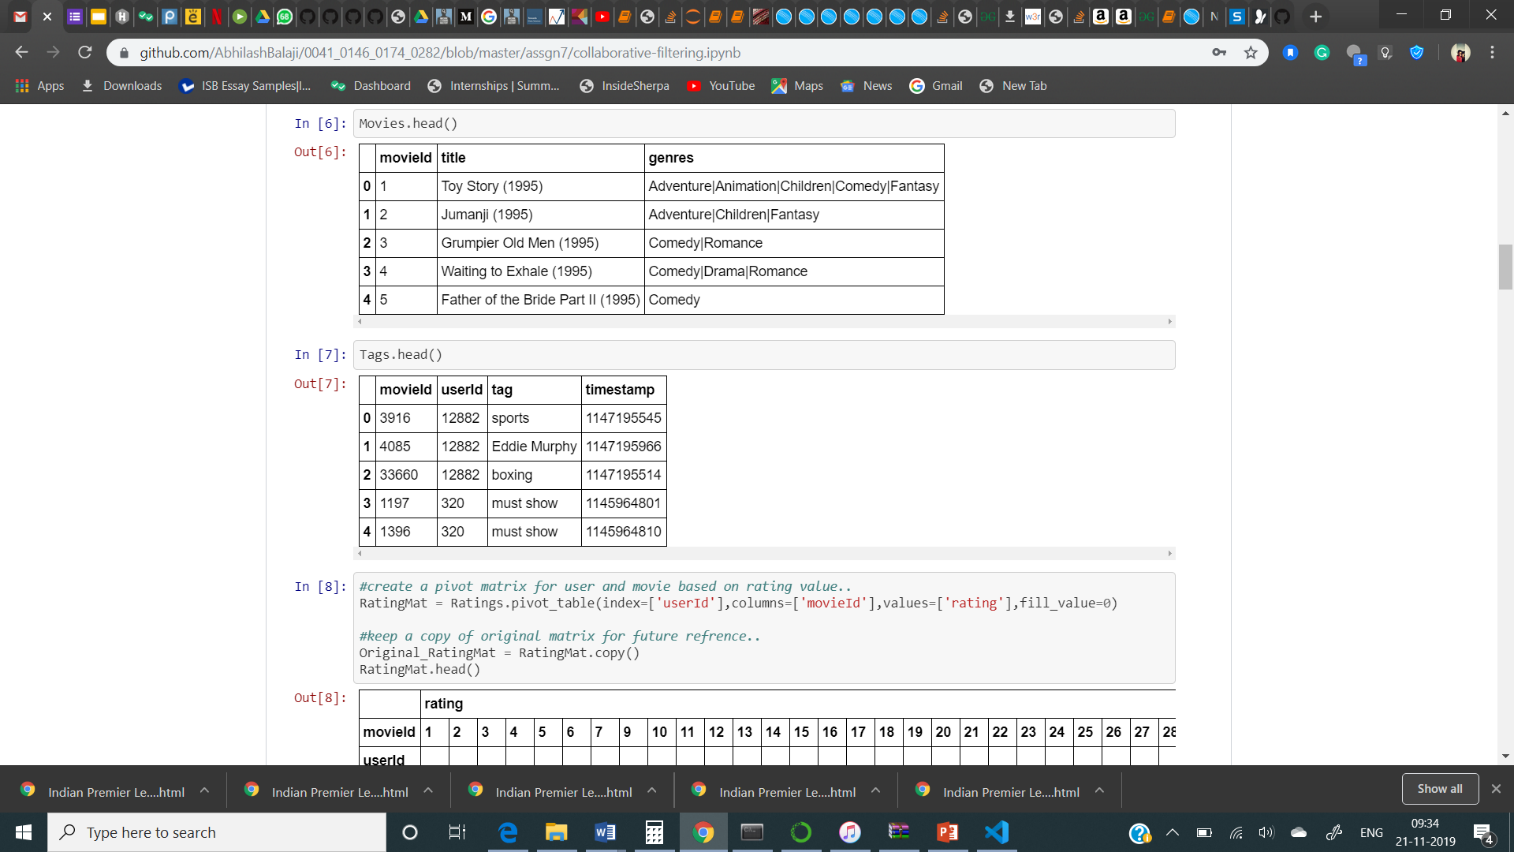 github.com/AbhilashBalaji/0041_0146_0174_0282/blob/master/assgn7/collaborative-filtering.ipynb
Apps Downloads ISB Essay Samples|I... Dashboard Internships | Summ... InsideSherpa YouTube Maps News Gmail New Tab
In [6]: Movies.head()
Out[6]:
movieId title genres
0 1 Toy Story (1995) Adventure|Animation|Children|Comedy|Fantasy
1 2 Jumanji (1995) Adventure|Children|Fantasy
2 3 Grumpier Old Men (1995) Comedy|Romance
3 4 Waiting to Exhale (1995) Comedy|Drama|Romance
4 5 Father of the Bride Part II (1995) Comedy
In [7]: Tags.head()
Out[7]:
movieId userId tag timestamp
0 3916 12882 sports 1147195545
1 4085 12882 Eddie Murphy 1147195966
2 33660 12882 boxing 1147195514
3 1197 320 must show 1145964801
4 1396 320 must show 1145964810
In [8]: #create a pivot matrix for user and movie based on rating value..
RatingMat = Ratings.pivot_table(index=['userId'],columns=['movieId'],values=['rating'],fill_value=0)
#keep a copy of original matrix for future refrence..
Original_RatingMat = RatingMat.copy()
RatingMat.head()
Out[8]:
rating
movieId 1 2 3 4 5 6 7 9 10 11 12 13 14 15 16 17 18 19 20 21 22 23 24 25 26 27 28
userId
Indian Premier Le....html Indian Premier Le....html Indian Premier Le....html Indian Premier Le....html Indian Premier Le....html Show all
Type here to search
ENG
09:34
21-11-2019
4